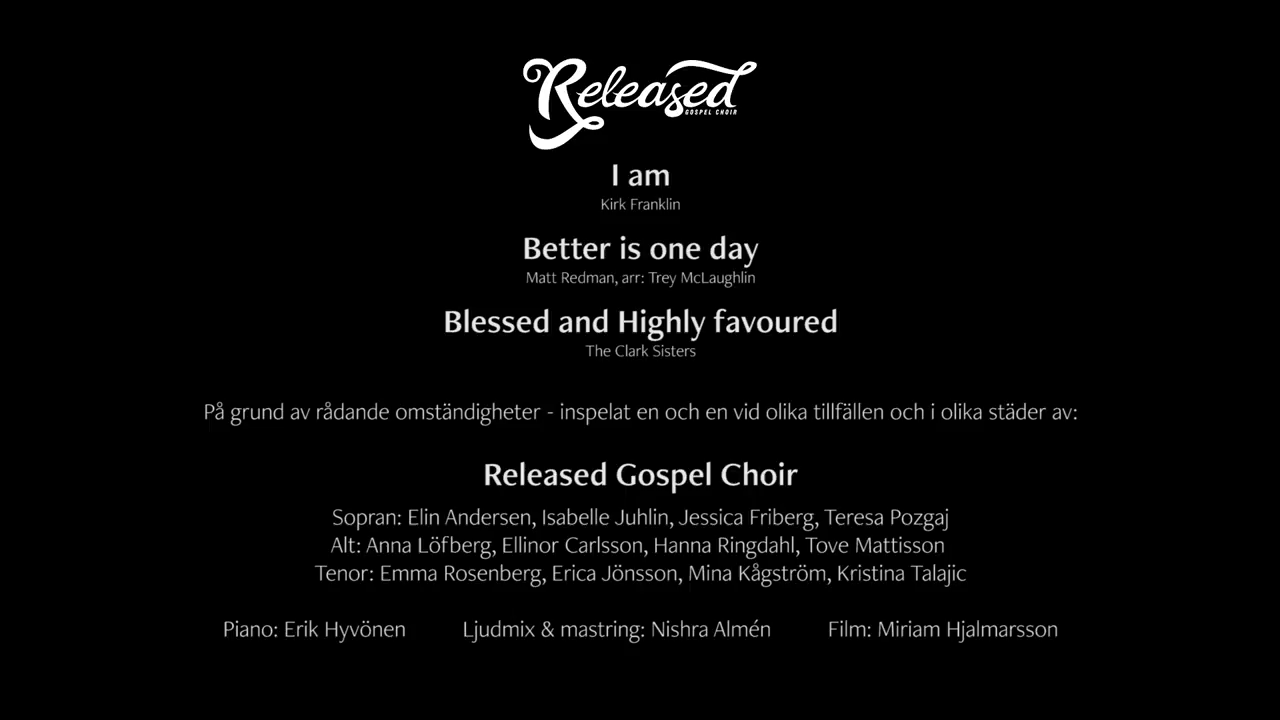 Released
GOSPEL CHOIR
I am
Kirk Franklin
Better is one day
Matt Redman, arr: Trey McLaughlin
Blessed and Highly favoured
The Clark Sisters
På grund av rådande omständigheter - inspelat en och en vid olika tillfällen och i olika städer av:
Released Gospel Choir
Sopran: Elin Andersen, Isabelle Juhlin, Jessica Friberg, Teresa Pozgaj
Alt: Anna Löfberg, Ellinor Carlsson, Hanna Ringdahl, Tove Mattisson
Tenor: Emma Rosenberg, Erica Jönsson, Mina Kågström, Kristina Talajic
Piano: Erik Hyvönen Ljudmix & mastring: Nishra Almén Film: Miriam Hjalmarsson